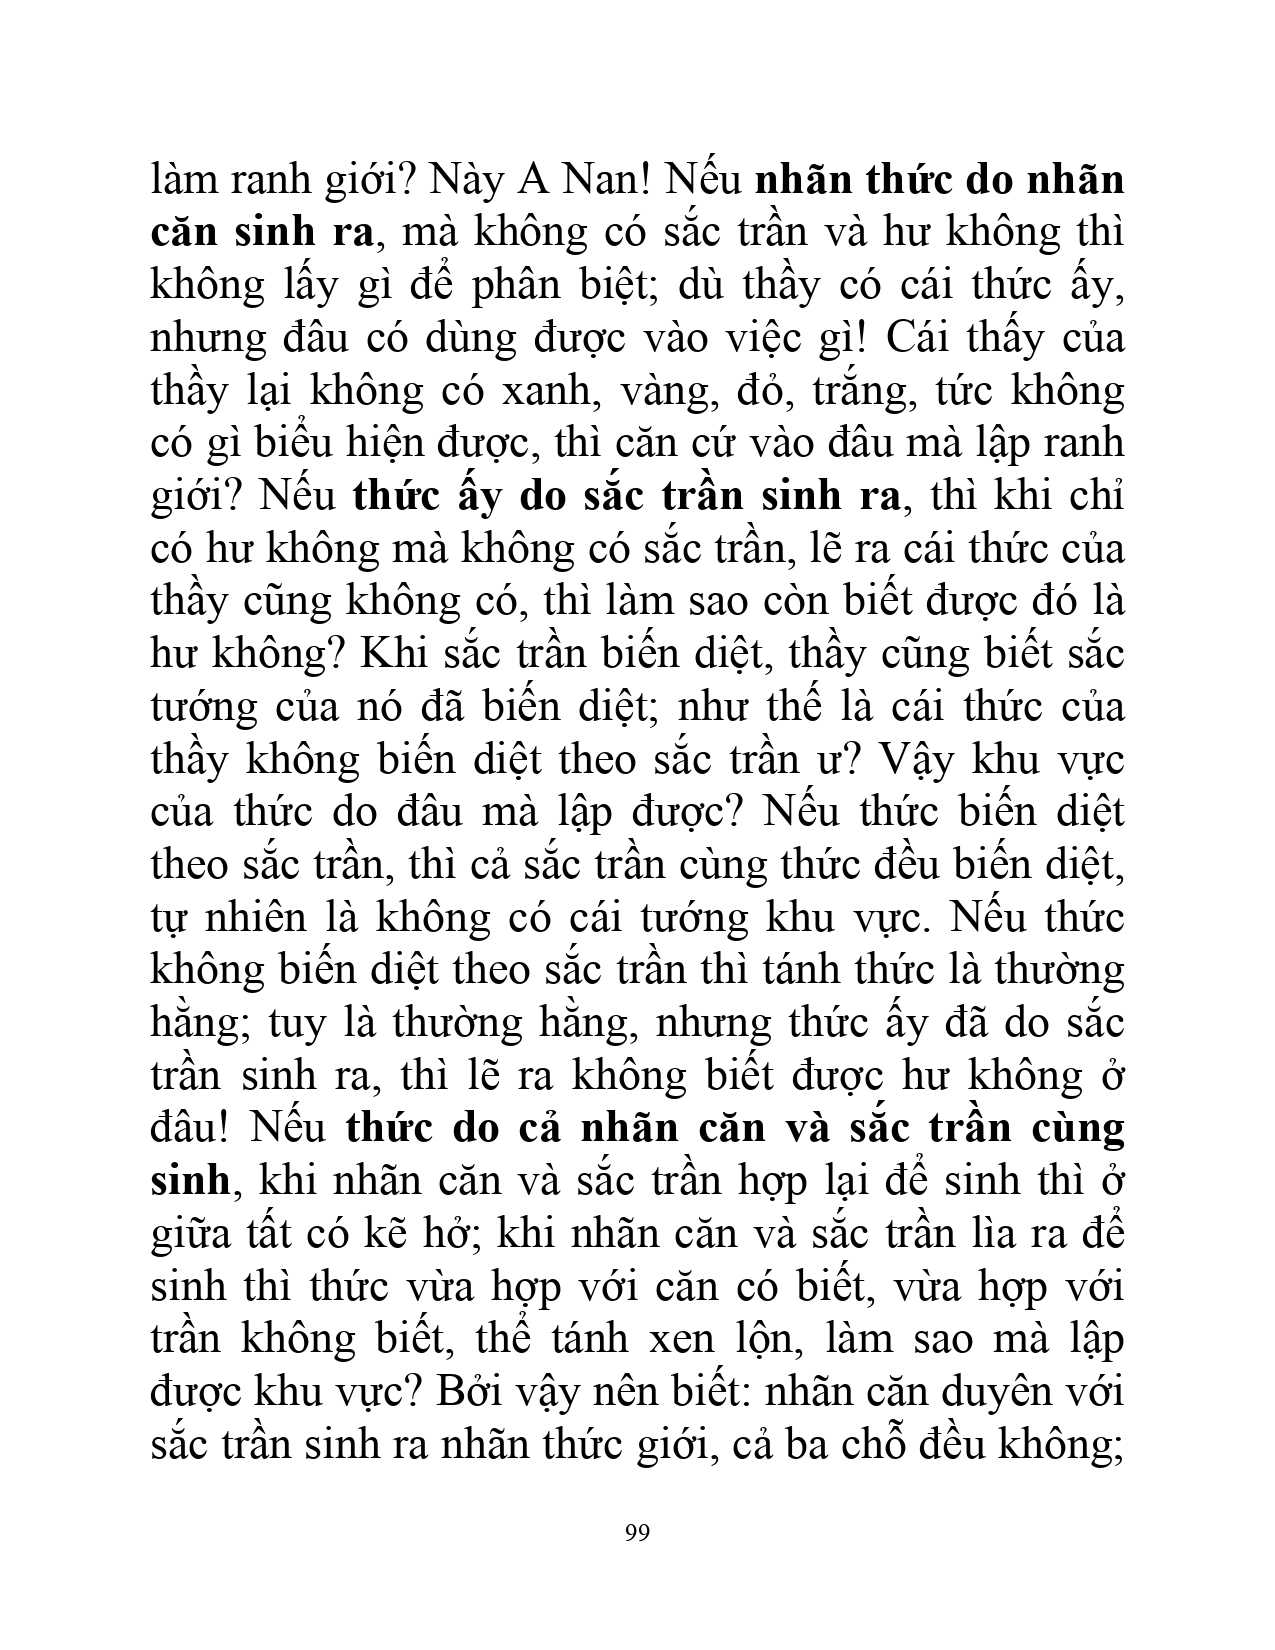 làm ranh giới? Này A Nan! Nếu nhãn thức do nhãn
căn sinh ra, mà không có sắc trần và hư không thì
không lấy gì để phân biệt; dù thầy có cái thức ấy,
nhưng đâu có dùng được vào việc gì! Cái thấy của
thầy lại không có xanh, vàng, đỏ, trắng, tức không
có gì biểu hiện được, thì căn cứ vào đâu mà lập ranh
giới? Nếu thức ấy do sắc trần sinh ra, thì khi chỉ
có hư không mà không có sắc trần, lẽ ra cái thức của
thầy cũng không có, thì làm sao còn biết được đó là
hư không? Khi sắc trần biến diệt, thầy cũng biết sắc
tướng của nó đã biến diệt; như thế là cái thức của
thầy không biến diệt theo sắc trần ư? Vậy khu vực
của thức do đâu mà lập được? Nếu thức biến diệt
theo sắc trần, thì cả sắc trần cùng thức đều biến diệt,
tự nhiên là không có cái tướng khu vực. Nếu thức
không biến diệt theo sắc trần thì tánh thức là thường
hằng; tuy là thường hằng, nhưng thức ấy đã do sắc
trần sinh ra, thì lẽ ra không biết được hư không ở
đâu! Nếu thức do cả nhãn căn và sắc trần cùng
sinh, khi nhãn căn và sắc trần hợp lại để sinh thì ở
giữa tất có kẽ hở; khi nhãn căn và sắc trần lìa ra để
sinh thì thức vừa hợp với căn có biết, vừa hợp với
trần không biết, thể tánh xen lộn, làm sao mà lập
được khu vực? Bởi vậy nên biết: nhãn căn duyên với
sắc trần sinh ra nhãn thức giới, cả ba chỗ đều không;
99